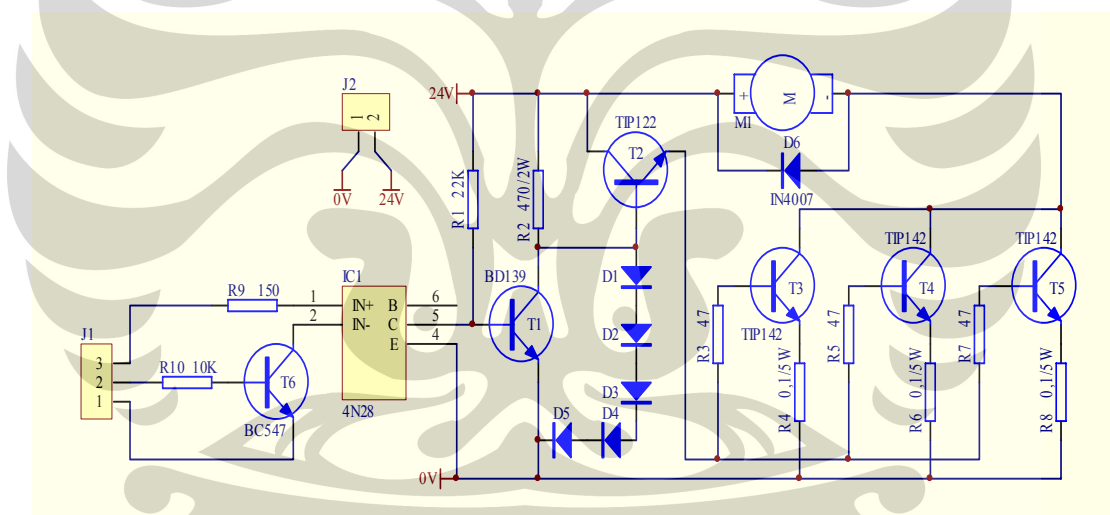 J2
1
2
0V
24V
24V
R1 22K
R2 470/2W
TIP122
T2
+
M
-
M1
D6
IN4007
R9 150
IC1
1
IN+
B
6
2
IN-
C
5
E
4
4N28
J1
3
2
1
R10 10K
T6
BC547
BD139
T1
D1
D2
D3
D5
D4
TIP142
TIP142
T3
T4
T5
TIP142
R3 47
R4 0,1/5W
R5 47
R6 0,1/5W
R7 47
R8 0,1/5W
0V